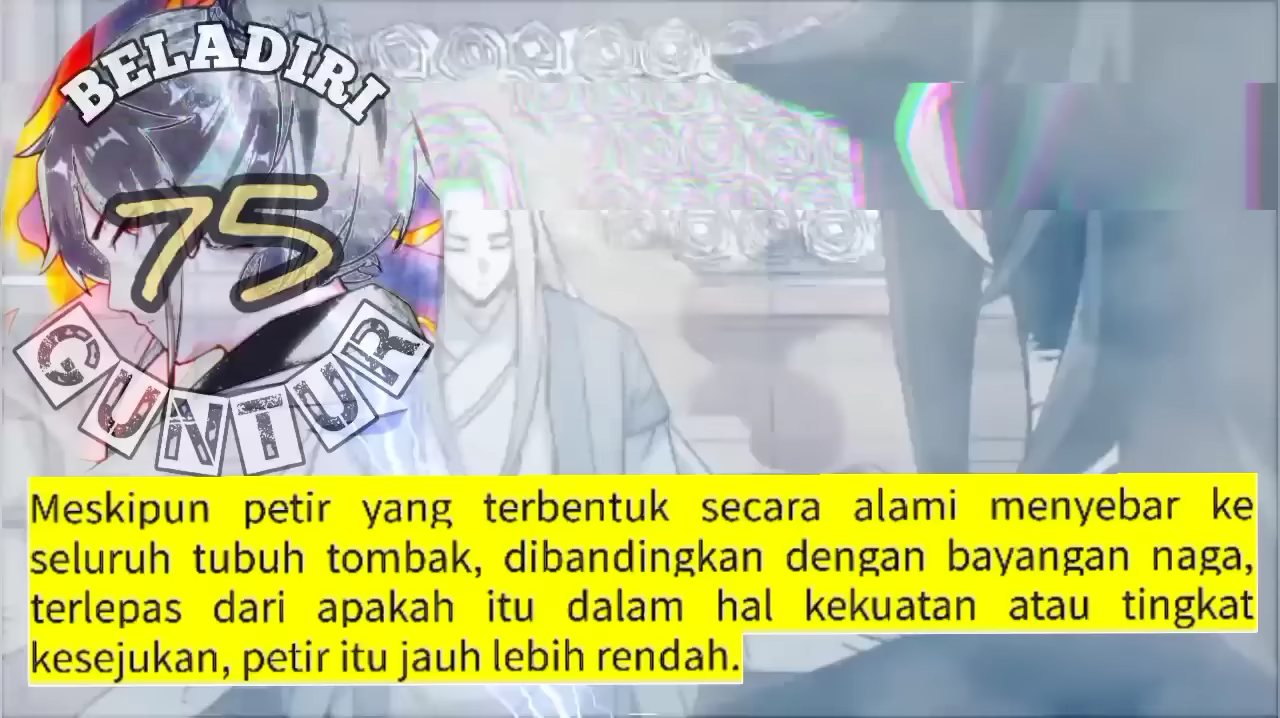 BELADIRI
75
GUNTUR
Meskipun petir yang terbentuk secara alami menyebar ke
seluruh tubuh tombak, dibandingkan dengan bayangan naga,
terlepas dari apakah itu dalam hal kekuatan atau tingkat
kesejukan, petir itu jauh lebih rendah.